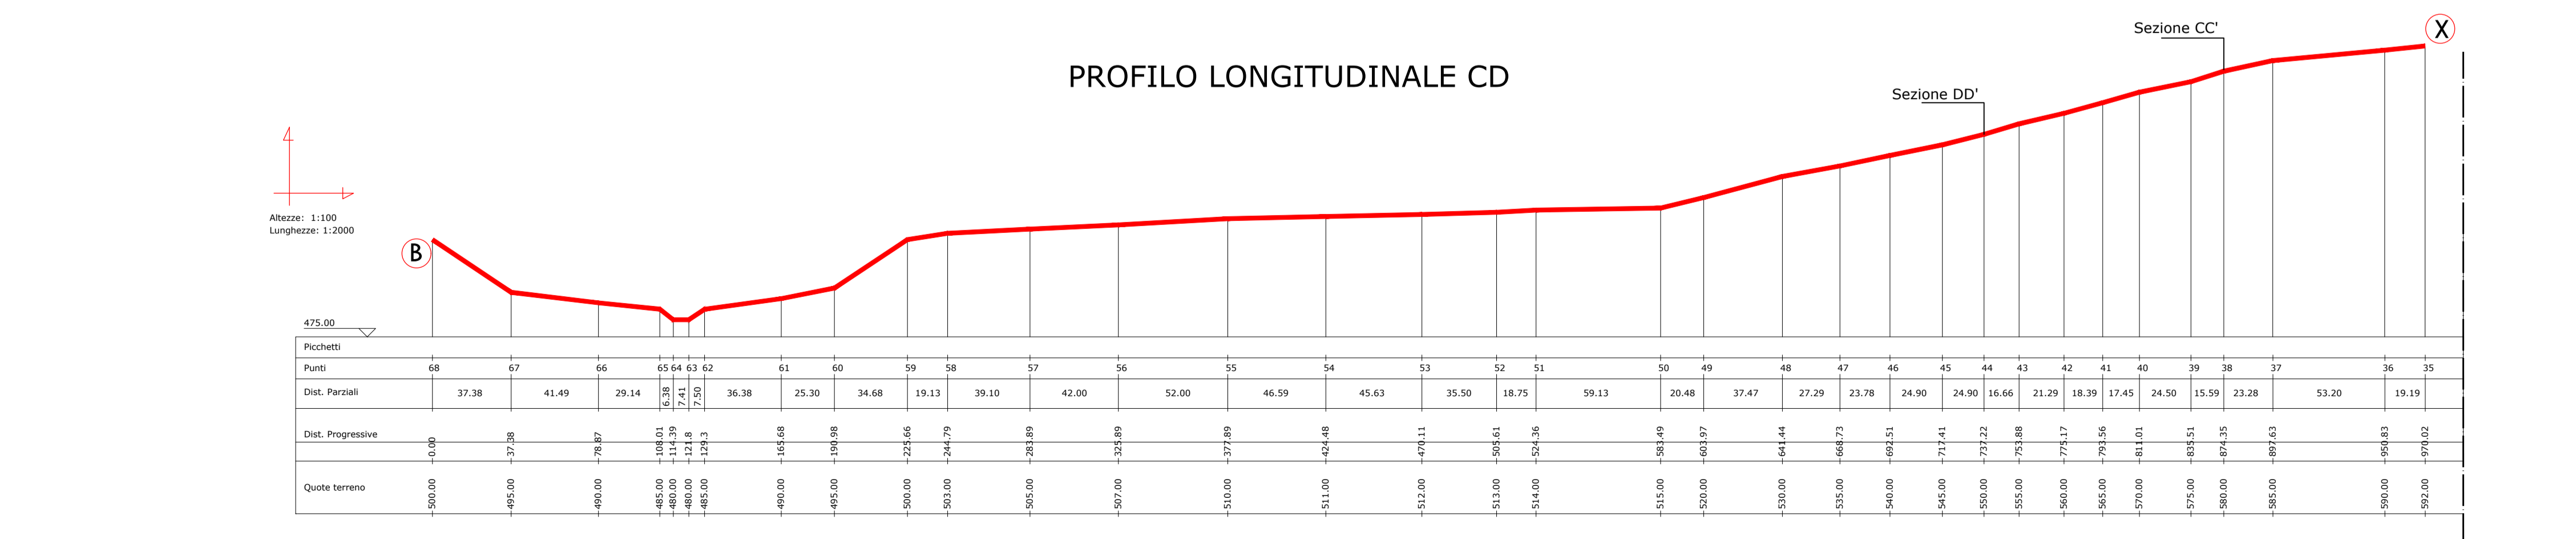 Sezione CC'
X
PROFILO LONGITUDINALE CD
Sezione DD'
Altezze: 1:100
Lunghezze: 1:2000
B
475.00
Picchetti
Punti 68 67 66 65 64 63 62 61 60 59 58 57 56 55 54 53 52 51 50 49 48 47 46 45 44 43 42 41 40 39 38 37 36 35
Dist. Parziali 37.38 41.49 29.14 6.38 7.41 7.50 36.38 25.30 34.68 19.13 39.10 42.00 52.00 46.59 45.63 35.50 18.75 59.13 20.48 37.47 27.29 23.78 24.90 24.90 16.66 21.29 18.39 17.45 24.50 15.59 23.28 53.20 19.19
Dist. Progressive 0.00 37.38 78.87 108.01 114.39 121.8 129.3 165.68 190.98 225.66 244.79 283.89 325.89 377.89 424.48 470.11 505.61 524.36 583.49 603.97 641.44 668.73 692.51 717.41 737.22 753.88 775.17 793.56 811.01 835.51 874.35 897.63 950.83 970.02
Quote terreno 500.00 495.00 490.00 485.00 480.00 480.00 485.00 490.00 495.00 500.00 503.00 505.00 507.00 510.00 511.00 512.00 513.00 514.00 515.00 520.00 530.00 535.00 540.00 545.00 550.00 555.00 560.00 565.00 570.00 575.00 580.00 585.00 590.00 592.00